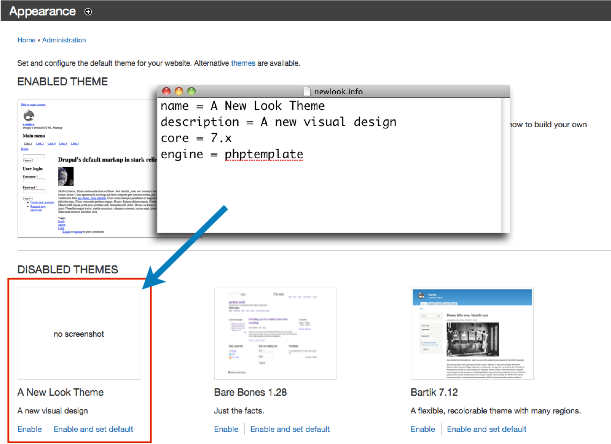 Appearance
Home » Administration
Set and configure the default theme for your website. Alternative themes are available.
ENABLED THEME
newlook.info
name = A New Look Theme
description = A new visual design
core = 7.x
engine = phptemplate
how to build your own
Main menu
Drupal's default markup in stark reli
User login
DISABLED THEMES
no screenshot
A New Look Theme
A new visual design
Enable Enable and set default
Bare Bones 1.28
Just the facts.
Enable Enable and set default
Bartik 7.12
A flexible, recolorable theme with many regions.
Enable Enable and set default